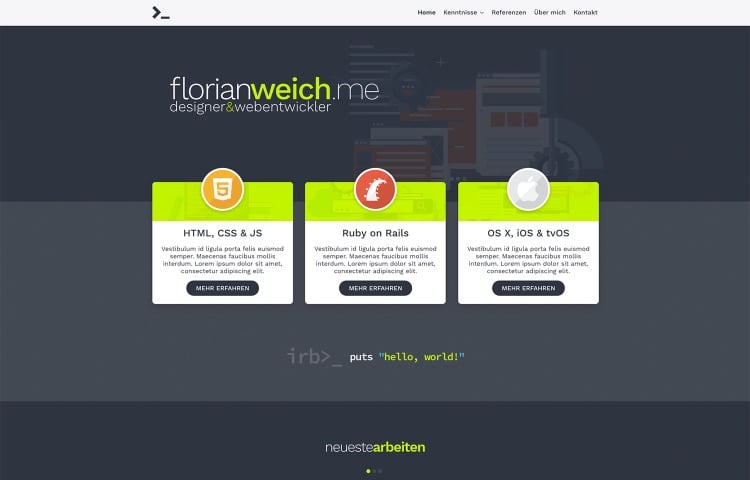 >_
Home Kenntnisse Referenzen Über mich Kontakt
florianweich.me
designer&webentwickler
HTML, CSS & JS
Vestibulum id ligula porta felis euismod
semper. Maecenas faucibus mollis
interdum. Lorem ipsum dolor sit amet,
consectetur adipiscing elit.
MEHR ERFAHREN
Ruby on Rails
Vestibulum id ligula porta felis euismod
semper. Maecenas faucibus mollis
interdum. Lorem ipsum dolor sit amet,
consectetur adipiscing elit.
MEHR ERFAHREN
OS X, iOS & tvOS
Vestibulum id ligula porta felis euismod
semper. Maecenas faucibus mollis
interdum. Lorem ipsum dolor sit amet,
consectetur adipiscing elit.
MEHR ERFAHREN
irb>_ puts "hello, world!"
neuestearbeiten